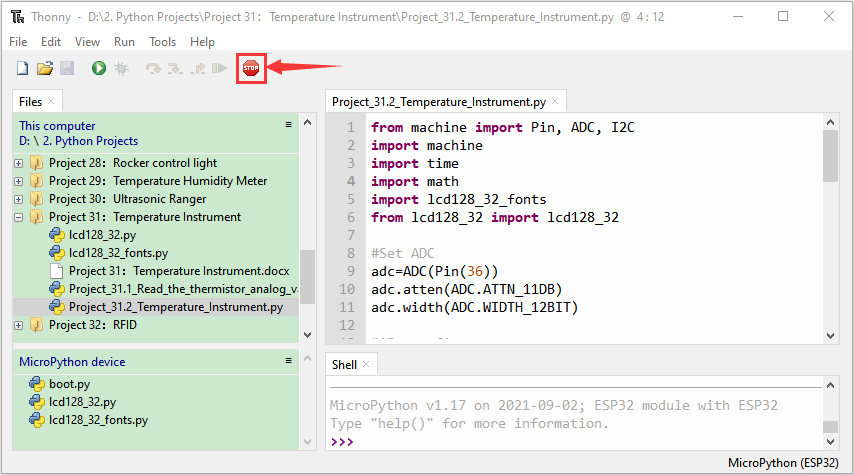 Thonny - D:\2. Python Projects\Project 31：Temperature Instrument\Project_31.2_Temperature_Instrument.py @ 4 : 12
File Edit View Run Tools Help
STOP
Files
This computer
D: \ 2. Python Projects
Project 28：Rocker control light
Project 29：Temperature Humidity Meter
Project 30：Ultrasonic Ranger
Project 31：Temperature Instrument
lcd128_32.py
lcd128_32_fonts.py
Project 31：Temperature Instrument.docx
Project_31.1_Read_the_thermistor_analog_va
Project_31.2_Temperature_Instrument.py
Project 32：RFID
MicroPython device
boot.py
lcd128_32.py
lcd128_32_fonts.py
Project_31.2_Temperature_Instrument.py
1 from machine import Pin, ADC, I2C
2 import machine
3 import time
4 import math
5 import lcd128_32_fonts
6 from lcd128_32 import lcd128_32
7
8 #Set ADC
9 adc=ADC(Pin(36))
10 adc.atten(ADC.ATTN_11DB)
11 adc.width(ADC.WIDTH_12BIT)
12
Shell
MicroPython v1.17 on 2021-09-02; ESP32 module with ESP32
Type "help()" for more information.
>>>
MicroPython (ESP32)